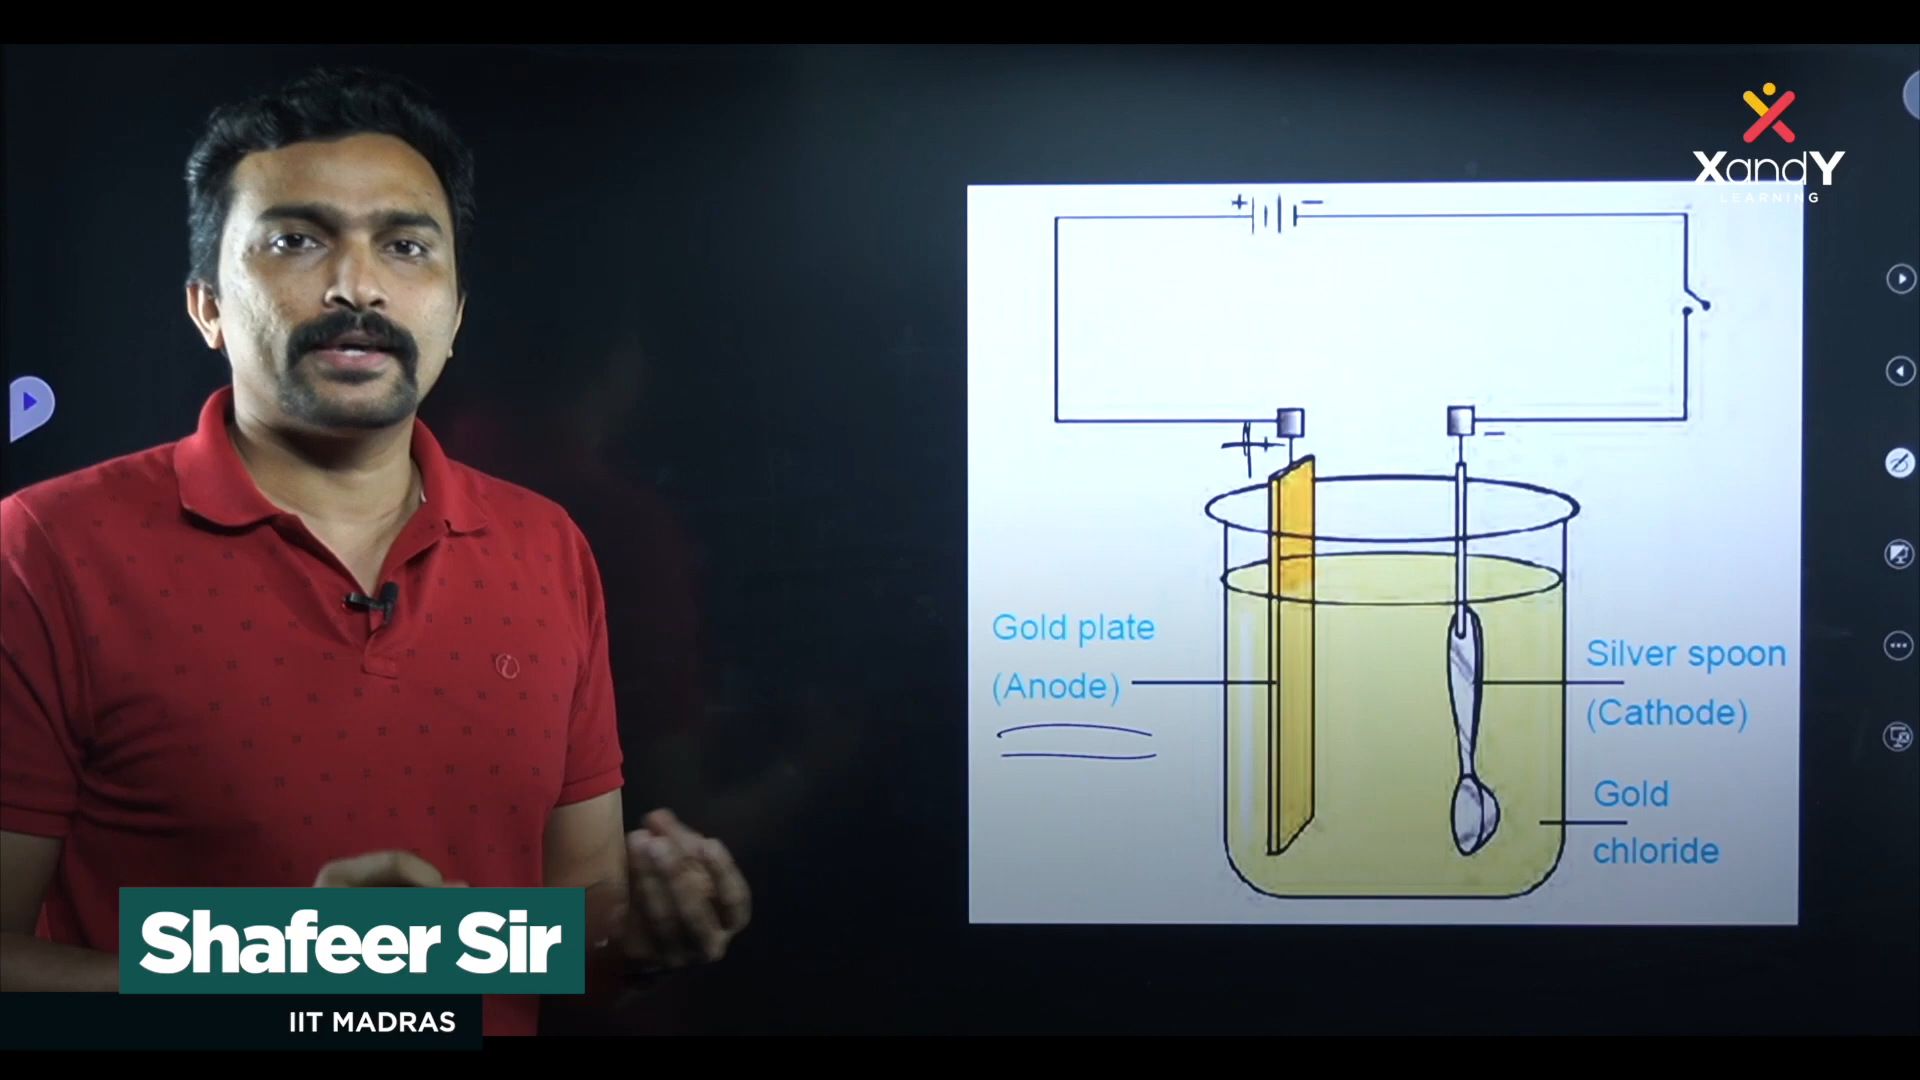 XandY
LEARNING
+ −
+ −
Gold plate
(Anode)
Silver spoon
(Cathode)
Gold
chloride
Shafeer Sir
IIT MADRAS